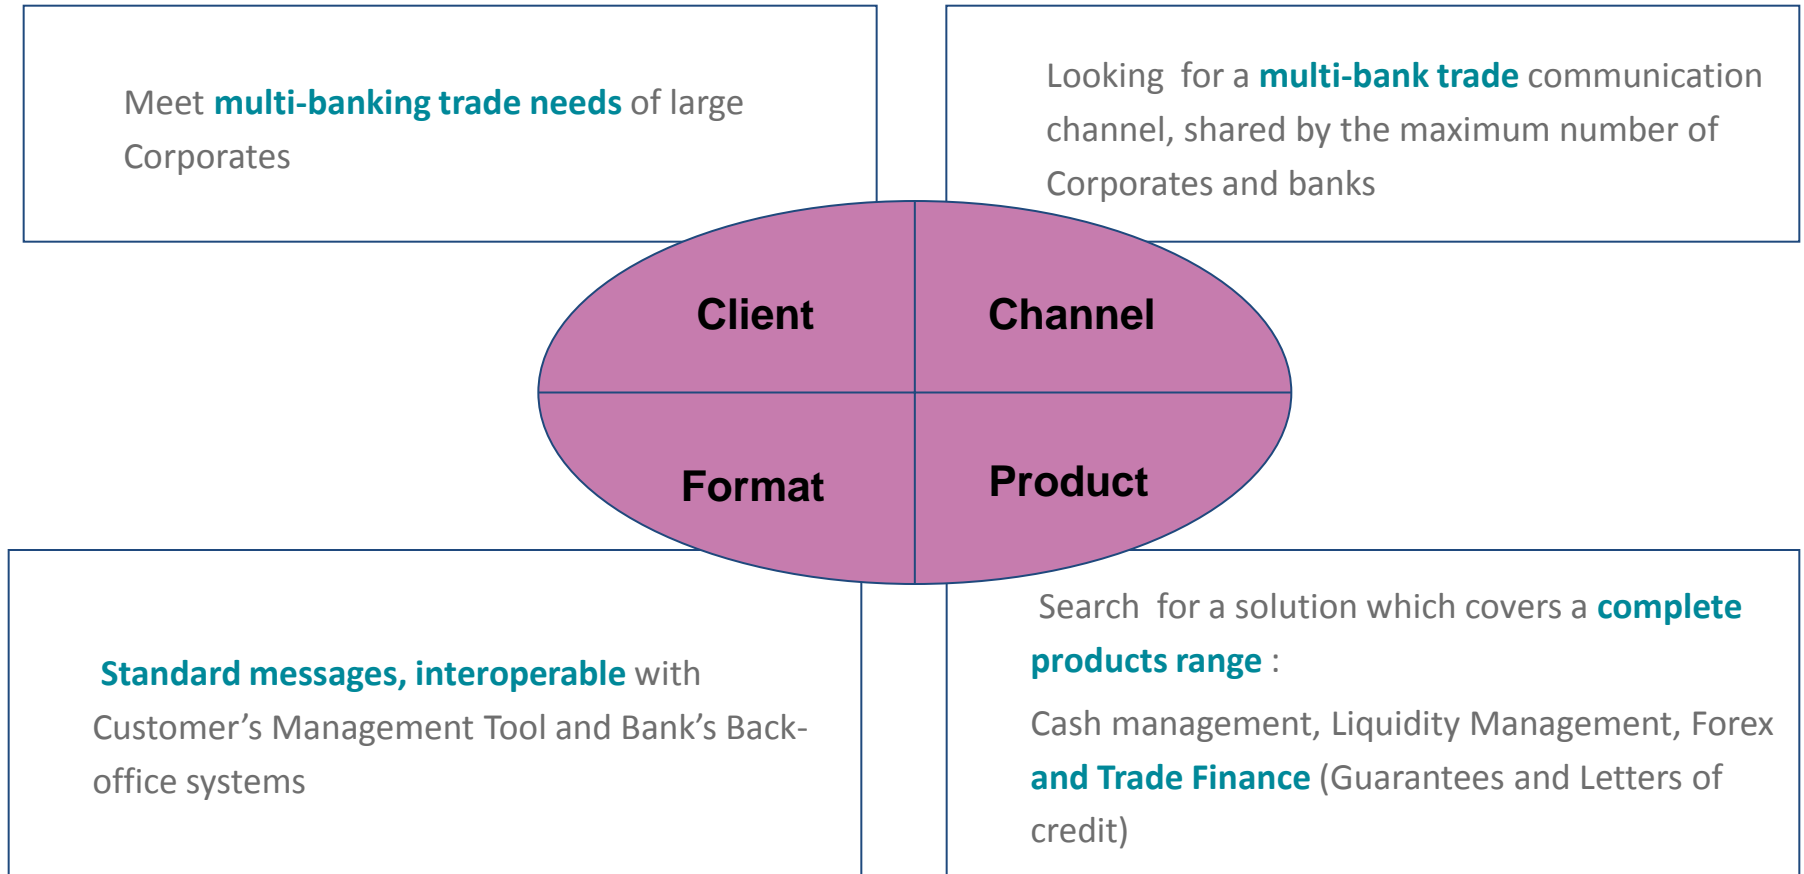 Meet multi-banking trade needs of large
Corporates
Looking for a multi-bank trade communication
channel, shared by the maximum number of
Corporates and banks
Client
Channel
Format
Product
Standard messages, interoperable with
Customer’s Management Tool and Bank’s Back-
office systems
Search for a solution which covers a complete
products range :
Cash management, Liquidity Management, Forex
and Trade Finance (Guarantees and Letters of
credit)